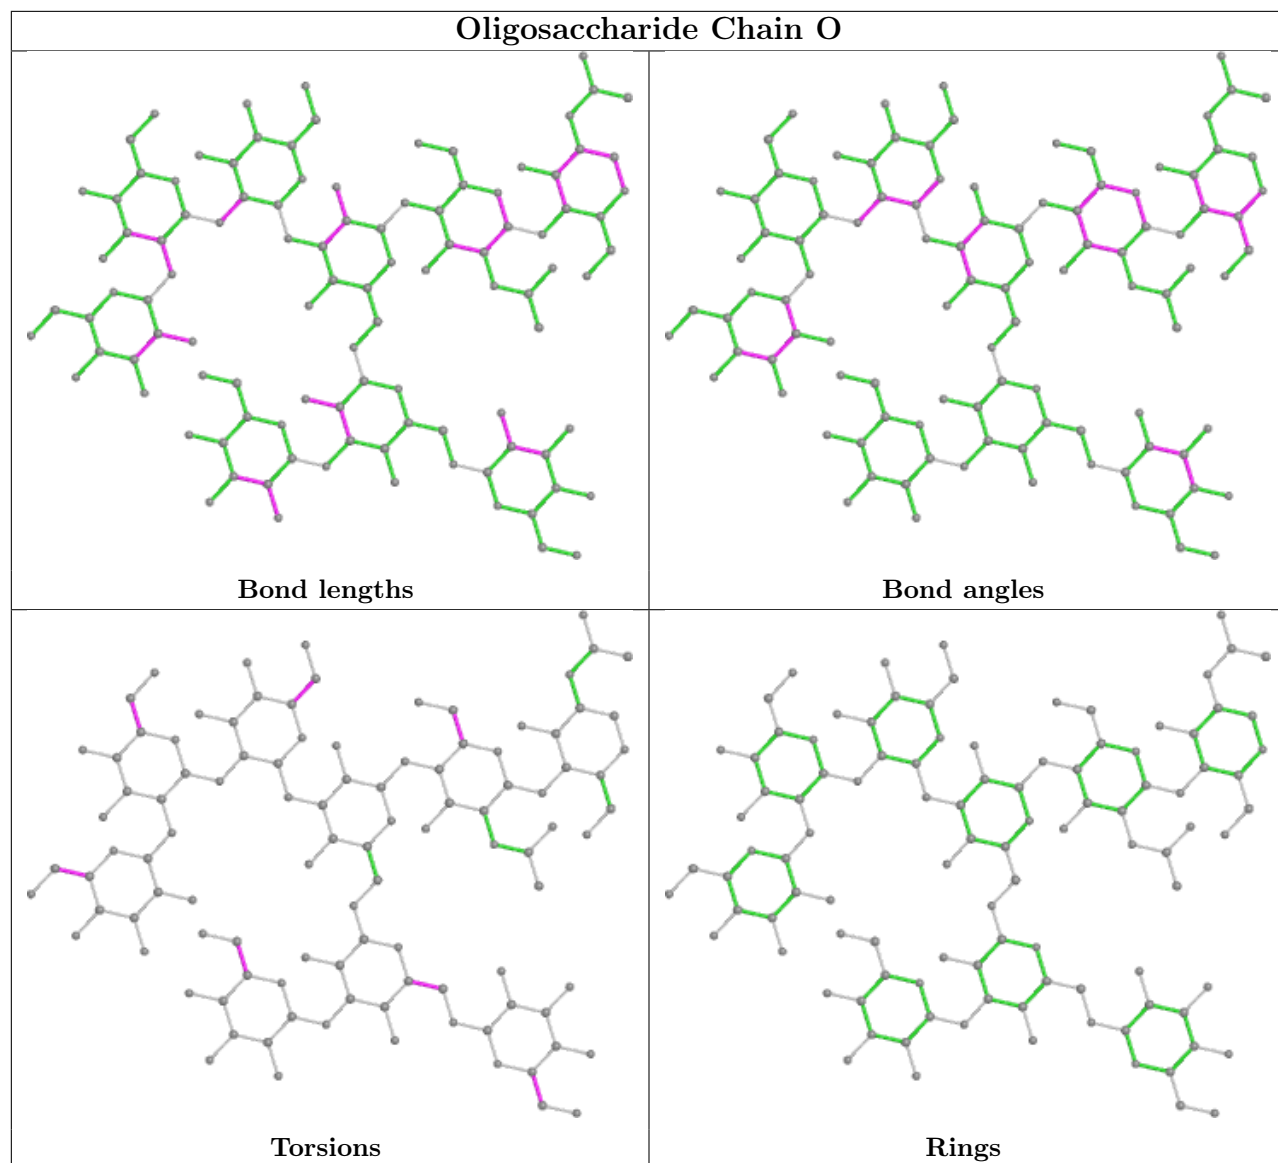 Oligosaccharide Chain O
Bond lengths
Bond angles
Torsions
Rings